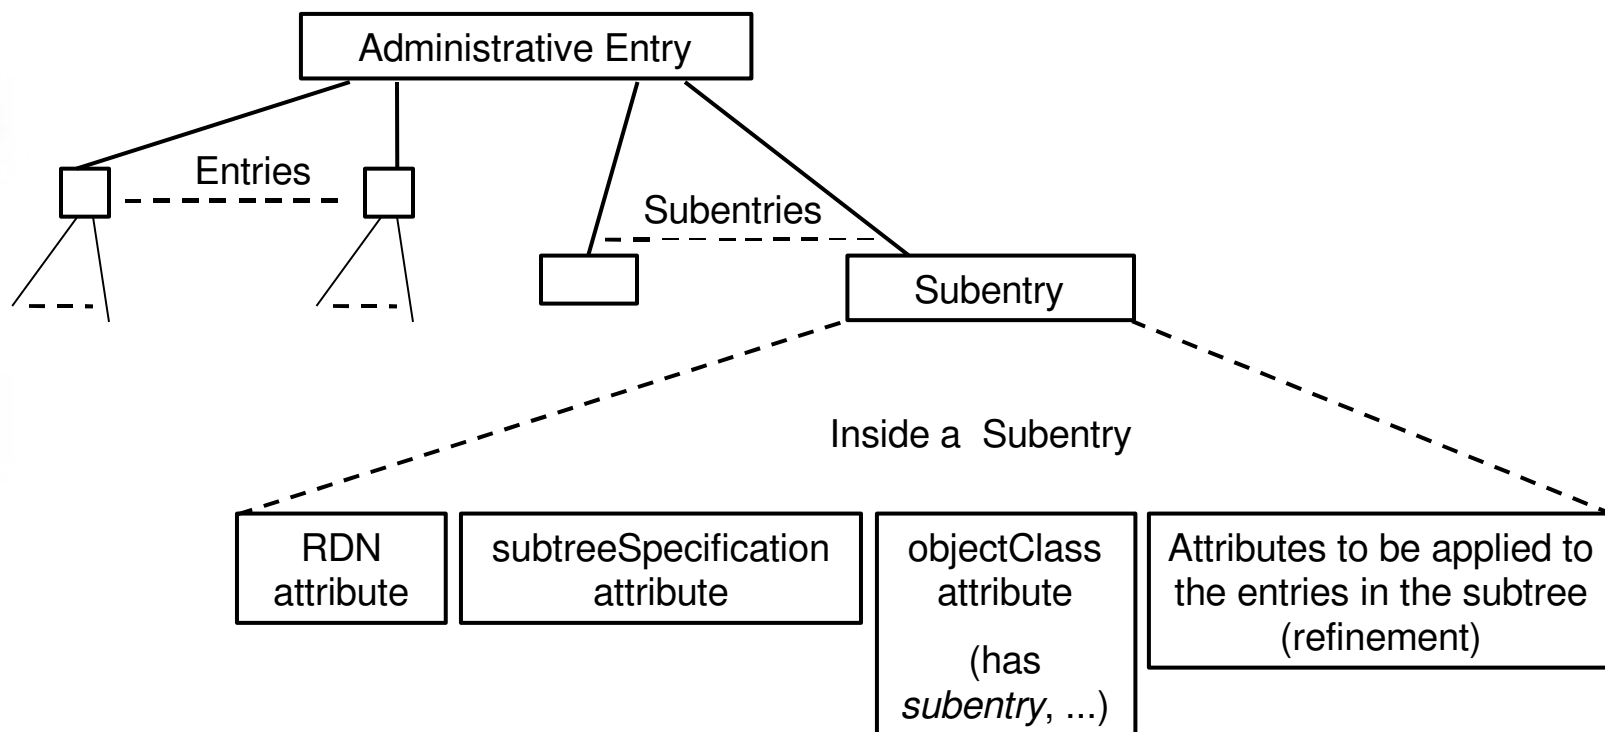 Administrative Entry
Entries
Subentries
Subentry
Inside a  Subentry
RDN
attribute
subtreeSpecification
attribute
objectClass
attribute
(has
subentry, ...)
Attributes to be applied to
the entries in the subtree
(refinement)